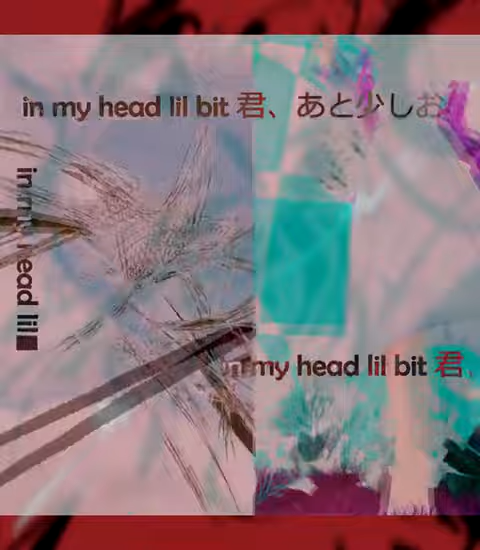 in my head lil bit 君、あと少しお
in my head lil
my head lil bit 君